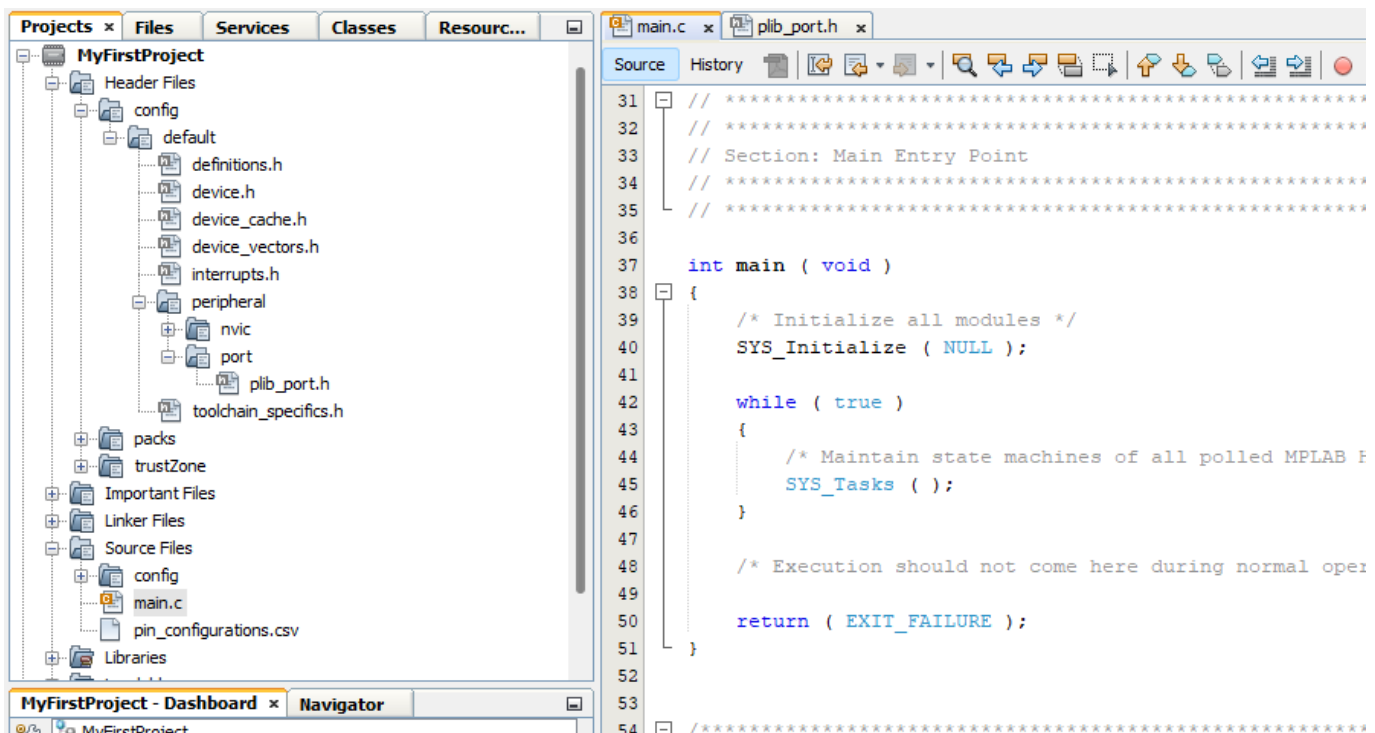 Projects × Files Services Classes Resourc...
MyFirstProject
Header Files
config
default
definitions.h
device.h
device_cache.h
device_vectors.h
interrupts.h
peripheral
nvic
port
plib_port.h
toolchain_specifics.h
packs
trustZone
Important Files
Linker Files
Source Files
config
main.c
pin_configurations.csv
Libraries
MyFirstProject - Dashboard × Navigator
MyFirstProject
main.c × plib_port.h ×
Source History
31 // *****************************************************
32 // *****************************************************
33 // Section: Main Entry Point
34 // *****************************************************
35 // *****************************************************
36
37 int main ( void )
38 {
39 /* Initialize all modules */
40 SYS_Initialize ( NULL );
41
42 while ( true )
43 {
44 /* Maintain state machines of all polled MPLAB H
45 SYS_Tasks ( );
46 }
47
48 /* Execution should not come here during normal oper
49
50 return ( EXIT_FAILURE );
51 }
52
53
54 /*****************************************************